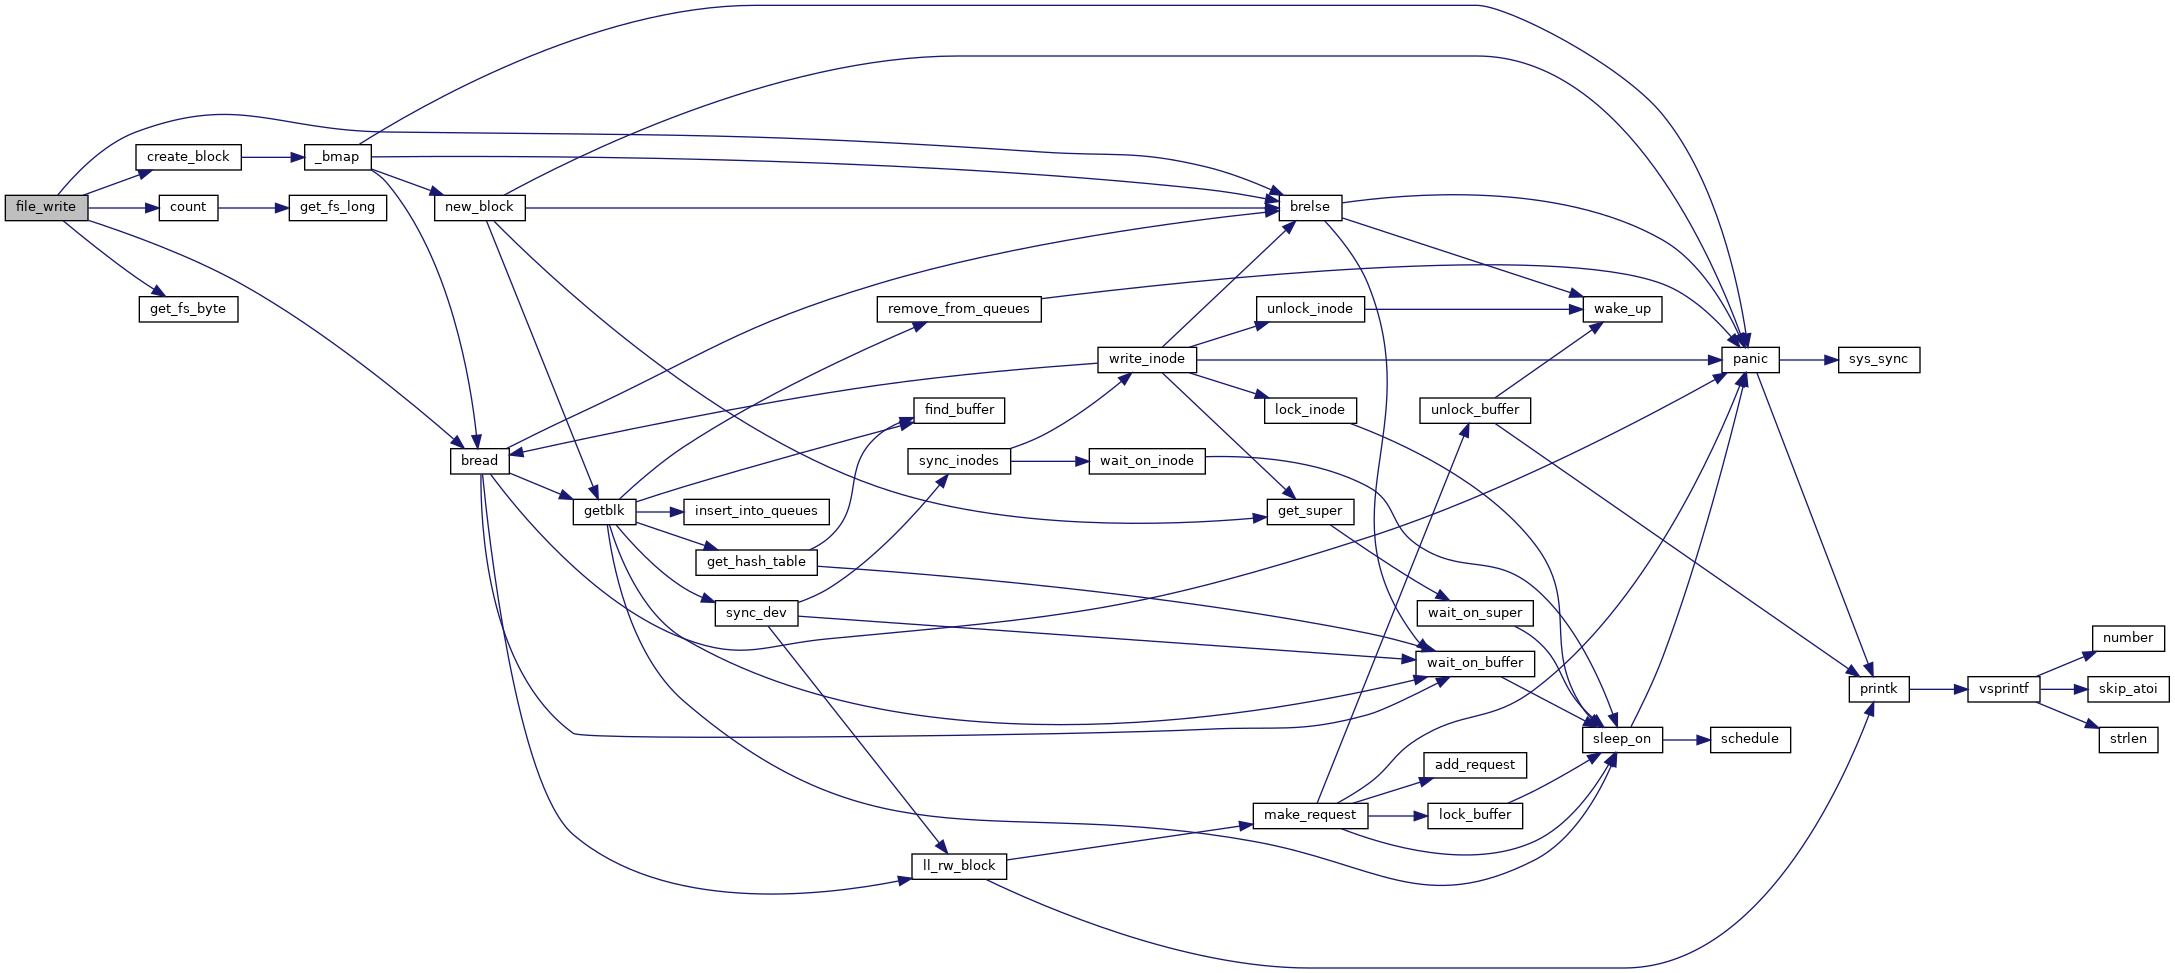 file_write
create_block
count
get_fs_byte
_bmap
get_fs_long
new_block
bread
getblk
insert_into_queues
get_hash_table
sync_dev
remove_from_queues
find_buffer
sync_inodes
ll_rw_block
write_inode
wait_on_inode
brelse
unlock_inode
lock_inode
get_super
make_request
unlock_buffer
wait_on_super
wait_on_buffer
add_request
lock_buffer
wake_up
sleep_on
panic
schedule
sys_sync
printk
vsprintf
number
skip_atoi
strlen